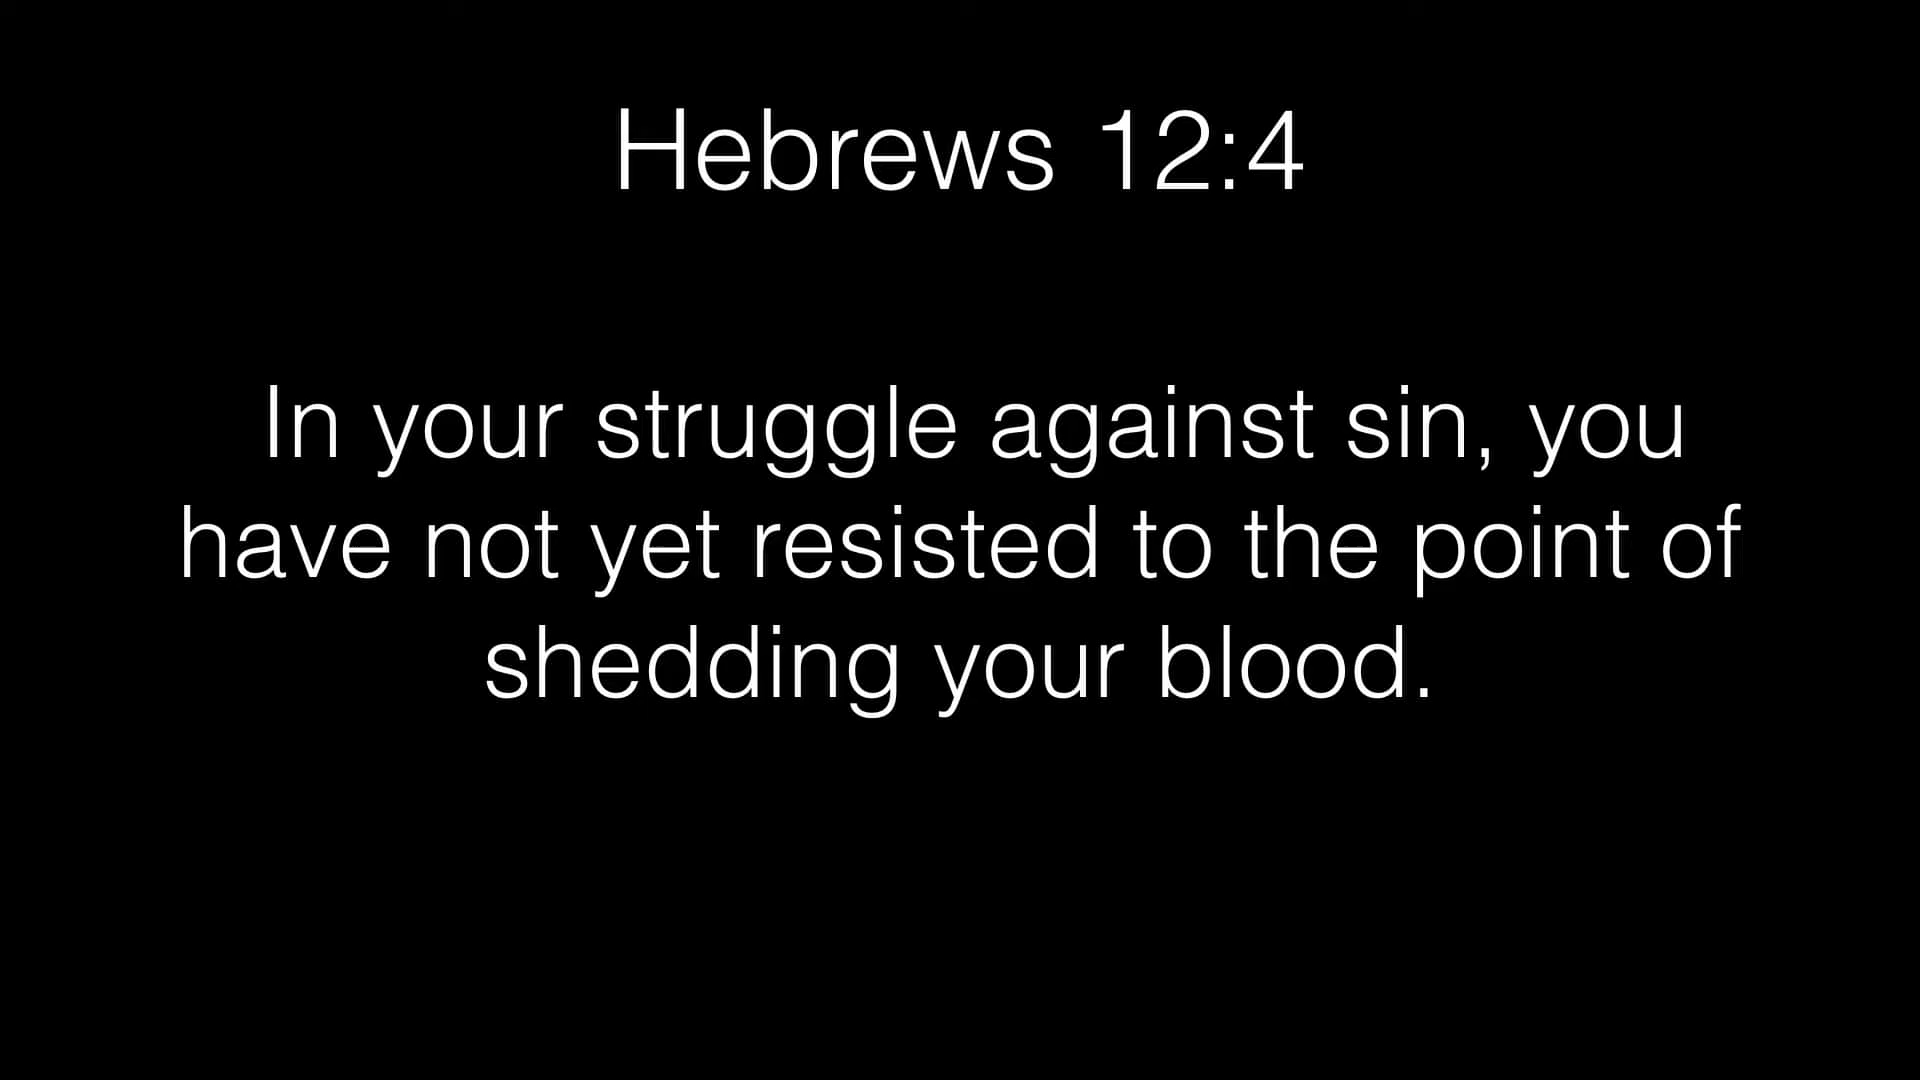 Hebrews 12:4
In your struggle against sin, you
have not yet resisted to the point of
shedding your blood.